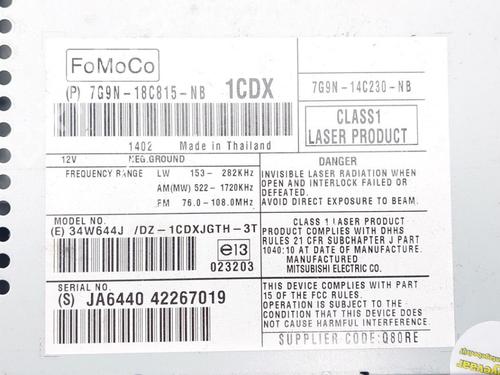 FoMoCo
(P) 7G9N-18C815-NB 1CDX
7G9N-14C230-NB
CLASS1
LASER PRODUCT
1402 Made in Thailand
12V NEG.GROUND
FREQUENCY RANGE LW 153-282KHz
AM(MW) 522-1720KHz
FM 76.0-108.0MHz
DANGER
INVISIBLE LASER RADIATION WHEN
OPEN AND INTERLOCK FAILED OR
DEFEATED.
AVOID DIRECT EXPOSURE TO BEAM.
MODEL NO.
(E) 34W644J /DZ-1CDXJGTH-3T
e13
023203
CLASS 1 LASER PRODUCT
PRODUCT COMPLIES WITH DHHS
RULES 21 CFR SUBCHAPTER J PART
1040:10 AT DATE OF MANUFACTURE.
MANUFACTURED
MITSUBISHI ELECTRIC CO.
SERIAL NO.
(S) JA6440 42267019
THIS DEVICE COMPLIES WITH PART
15 OF THE FCC RULES.
OPERATION IS SUBJECT TO THE
CONDITION THAT THIS DEVICE DOES
NOT CAUSE HARMFUL INTERFERENCE.
SUPPLIER CODE:Q80RE